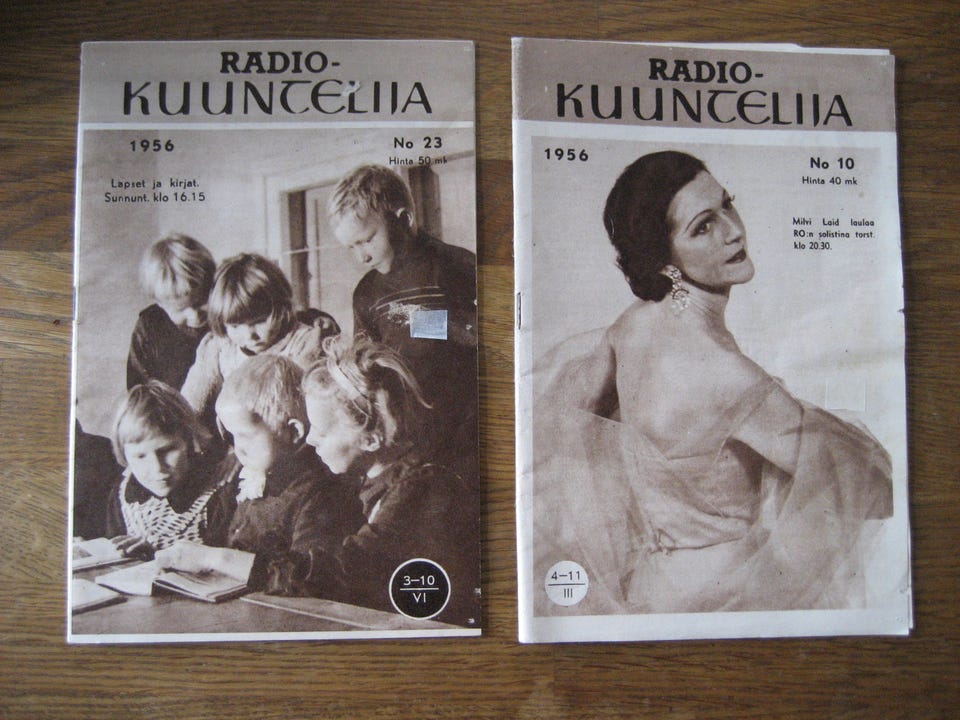 RADIO-
KUUNTELIJA
1956
No 23
Hinta 50 mk
Lapset ja kirjat.
Sunnunt. klo 16.15
3—10
VI
RADIO-
KUUNTELIJA
1956
No 10
Hinta 40 mk
Milvi Laid laulaa
RO:n solistina torst.
klo 20.30.
4—11
III